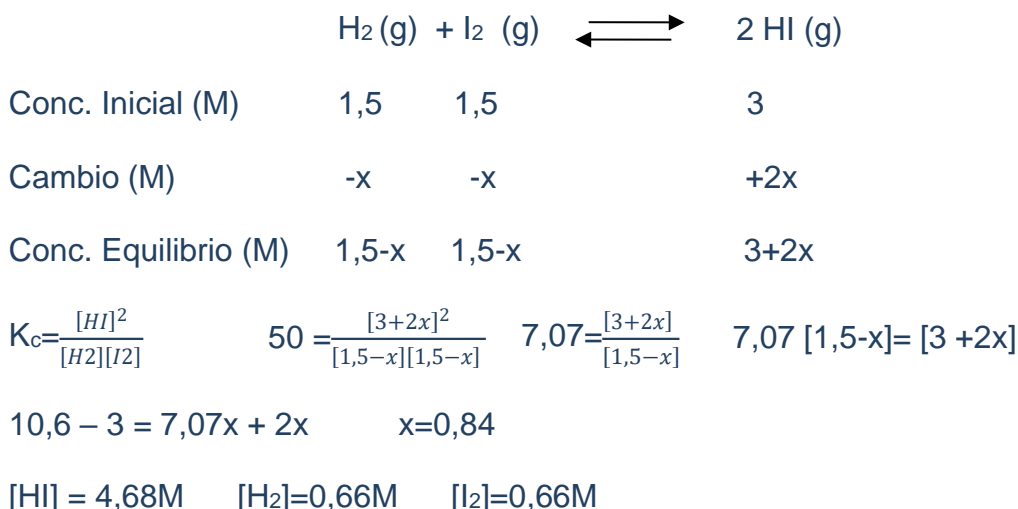 H2 (g) + I2 (g) ⇄ 2 HI (g)
Conc. Inicial (M) 1,5 1,5 3
Cambio (M) -x -x +2x
Conc. Equilibrio (M) 1,5-x 1,5-x 3+2x
Kc=[HI]^2/[H2][I2] 50 =[3+2x]^2/[1,5−x][1,5−x] 7,07=[3+2x]/[1,5−x] 7,07 [1,5-x]= [3 +2x]
10,6 – 3 = 7,07x + 2x x=0,84
[HI] = 4,68M [H2]=0,66M [I2]=0,66M